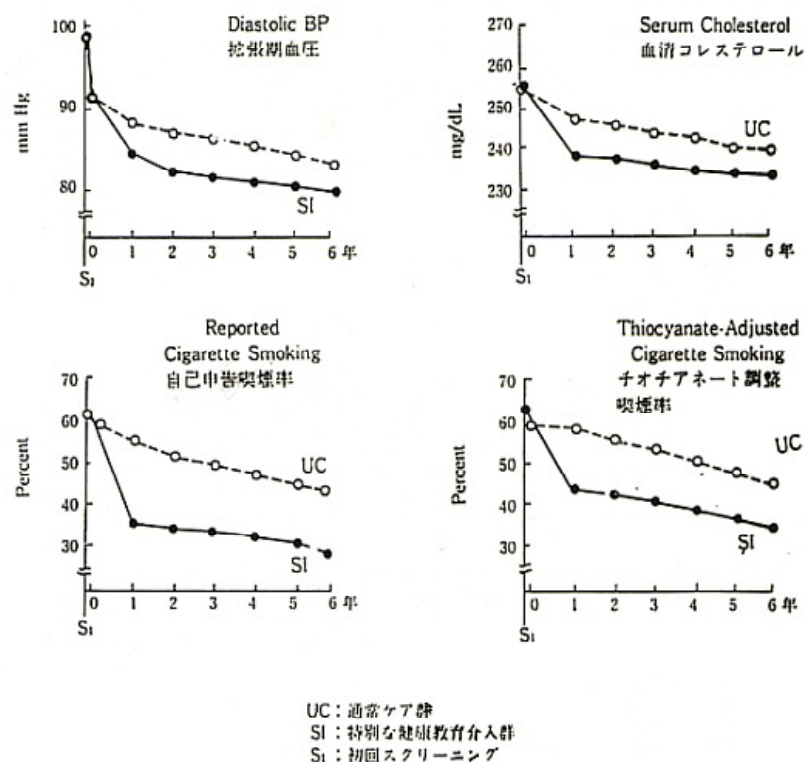 Diastolic BP
拡張期血圧
mm Hg
100
90
80
SI
0 1 2 3 4 5 6 年
S1
Serum Cholesterol
血清コレステロール
mg/dL
270
260
250
240
230
UC
SI
0 1 2 3 4 5 6 年
S1
Reported
Cigarette Smoking
自己申告喫煙率
Percent
70
60
50
40
30
UC
SI
0 1 2 3 4 5 6 年
S1
Thiocyanate-Adjusted
Cigarette Smoking
チオチアネート調整
喫煙率
Percent
70
60
50
40
30
UC
SI
0 1 2 3 4 5 6 年
S1
UC：通常ケア群
SI：特別な健康教育介入群
S1：初回スクリーニング